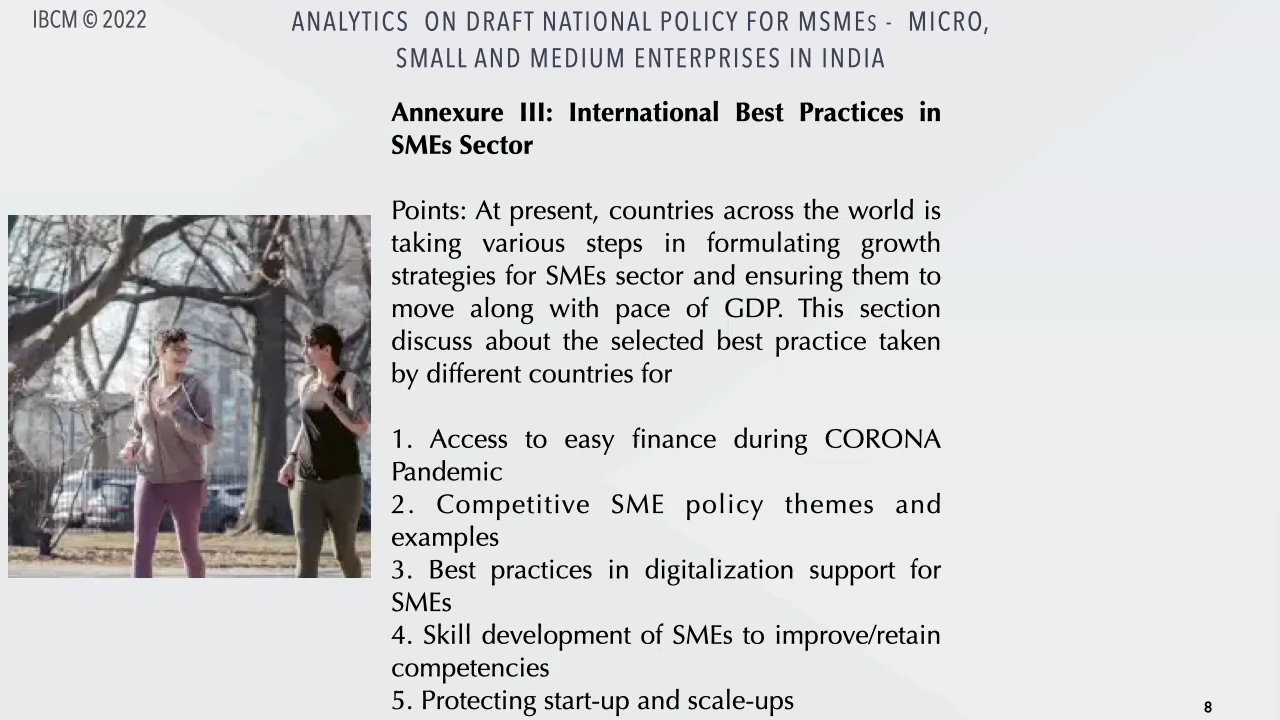 IBCM © 2022
ANALYTICS ON DRAFT NATIONAL POLICY FOR MSMEs - MICRO,
SMALL AND MEDIUM ENTERPRISES IN INDIA
Annexure III: International Best Practices in
SMEs Sector
Points: At present, countries across the world is
taking various steps in formulating growth
strategies for SMEs sector and ensuring them to
move along with pace of GDP. This section
discuss about the selected best practice taken
by different countries for
1. Access to easy finance during CORONA
Pandemic
2. Competitive SME policy themes and
examples
3. Best practices in digitalization support for
SMEs
4. Skill development of SMEs to improve/retain
competencies
5. Protecting start-up and scale-ups
8